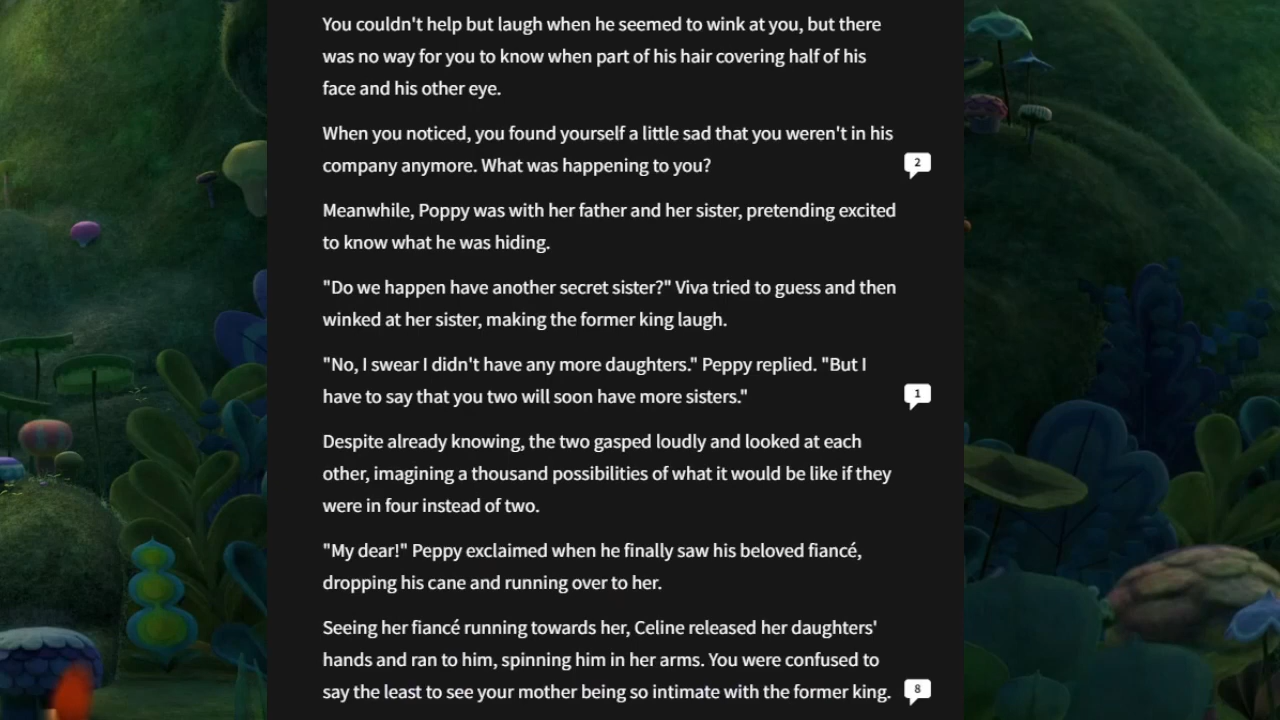 You couldn't help but laugh when he seemed to wink at you, but there
was no way for you to know when part of his hair covering half of his
face and his other eye.
When you noticed, you found yourself a little sad that you weren't in his
company anymore. What was happening to you?
2
Meanwhile, Poppy was with her father and her sister, pretending excited
to know what he was hiding.
"Do we happen have another secret sister?" Viva tried to guess and then
winked at her sister, making the former king laugh.
"No, I swear I didn't have any more daughters." Peppy replied. "But I
have to say that you two will soon have more sisters."
1
Despite already knowing, the two gasped loudly and looked at each
other, imagining a thousand possibilities of what it would be like if they
were in four instead of two.
"My dear!" Peppy exclaimed when he finally saw his beloved fiancé,
dropping his cane and running over to her.
Seeing her fiancé running towards her, Celine released her daughters'
hands and ran to him, spinning him in her arms. You were confused to
say the least to see your mother being so intimate with the former king.
8